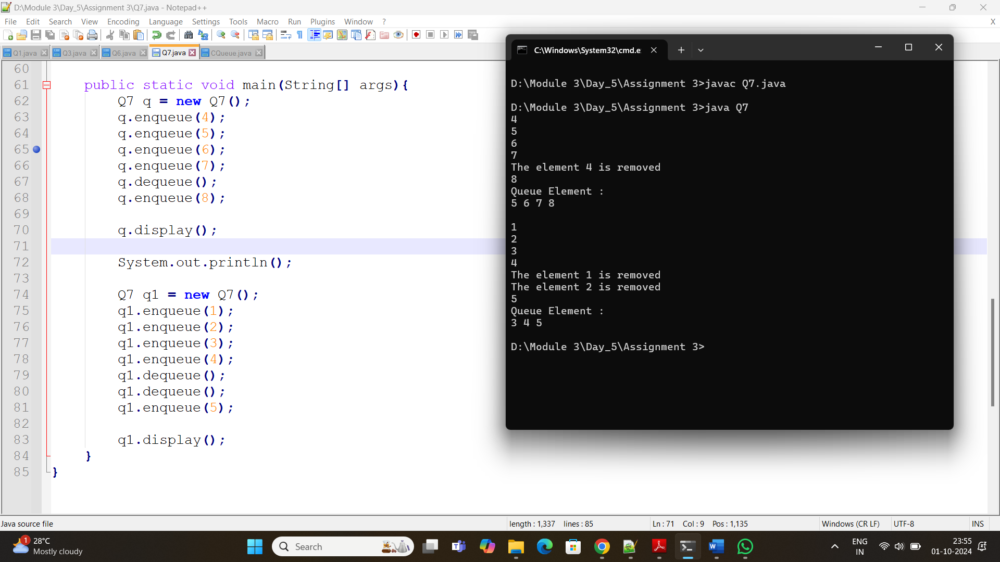 D:\Module 3\Day_5\Assignment 3\Q7.java - Notepad++
File Edit Search View Encoding Language Settings Tools Macro Run Plugins Window ? X
Q1.java Q3.java Q6.java Q7.java CQueue.java
60
61 public static void main(String[] args){
62 Q7 q = new Q7();
63 q.enqueue(4);
64 q.enqueue(5);
65 q.enqueue(6);
66 q.enqueue(7);
67 q.dequeue();
68 q.enqueue(8);
69
70 q.display();
71
72 System.out.println();
73
74 Q7 q1 = new Q7();
75 q1.enqueue(1);
76 q1.enqueue(2);
77 q1.enqueue(3);
78 q1.enqueue(4);
79 q1.dequeue();
80 q1.dequeue();
81 q1.enqueue(5);
82
83 q1.display();
84 }
85 }
C:\Windows\System32\cmd.e
D:\Module 3\Day_5\Assignment 3>javac Q7.java
D:\Module 3\Day_5\Assignment 3>java Q7
4
5
6
7
The element 4 is removed
8
Queue Element :
5 6 7 8
1
2
3
4
The element 1 is removed
The element 2 is removed
5
Queue Element :
3 4 5
D:\Module 3\Day_5\Assignment 3>
Java source file length : 1,337 lines : 85 Ln : 71 Col : 9 Pos : 1,135 Windows (CR LF) UTF-8 INS
1
28°C
Mostly cloudy
Search
ENG
IN
23:55
01-10-2024